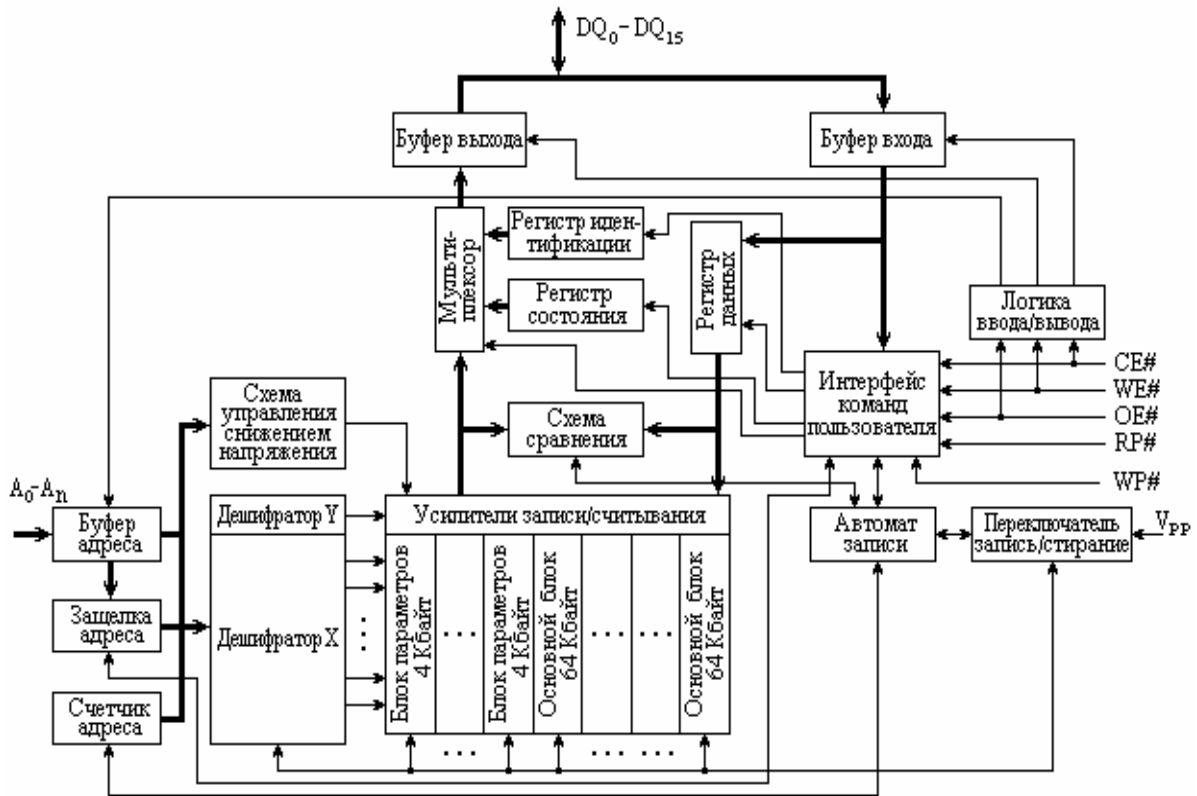 DQ0-DQ15
Буфер выхода
Буфер входа
Мульти-
плексор
Регистр иден-
тификации
Регистр
состояния
Регистр
данных
Логика
ввода/вывода
CE#
WE#
OE#
RP#
WP#
Интерфейс
команд
пользователя
Схема
управления
снижением
напряжения
Схема
сравнения
A0-An
Буфер
адреса
Дешифратор Y
Усилители записи/считывания
Автомат
записи
Переключатель
запись/стирание
VPP
Защелка
адреса
Дешифратор X
Блок параметров
4 Кбайт
...
Блок параметров
4 Кбайт
Основной блок
64 Кбайт
...
...
Основной блок
64 Кбайт
Счетчик
адреса
... ... ...